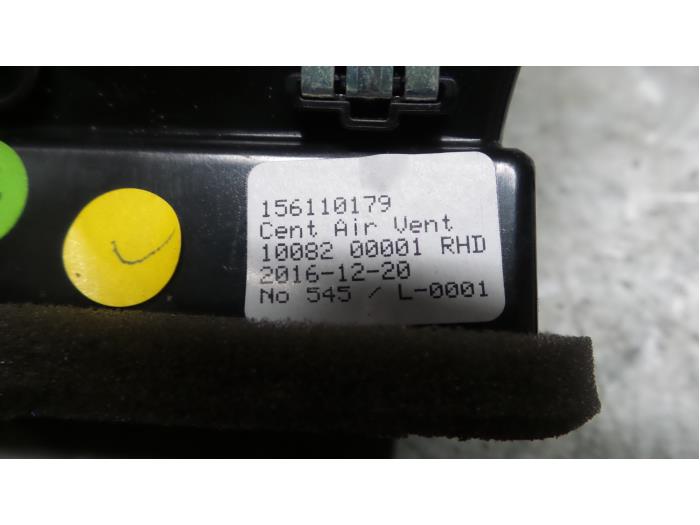 156110179
Cent Air Vent
10082 00001 RHD
2016-12-20
No 545 / L-0001